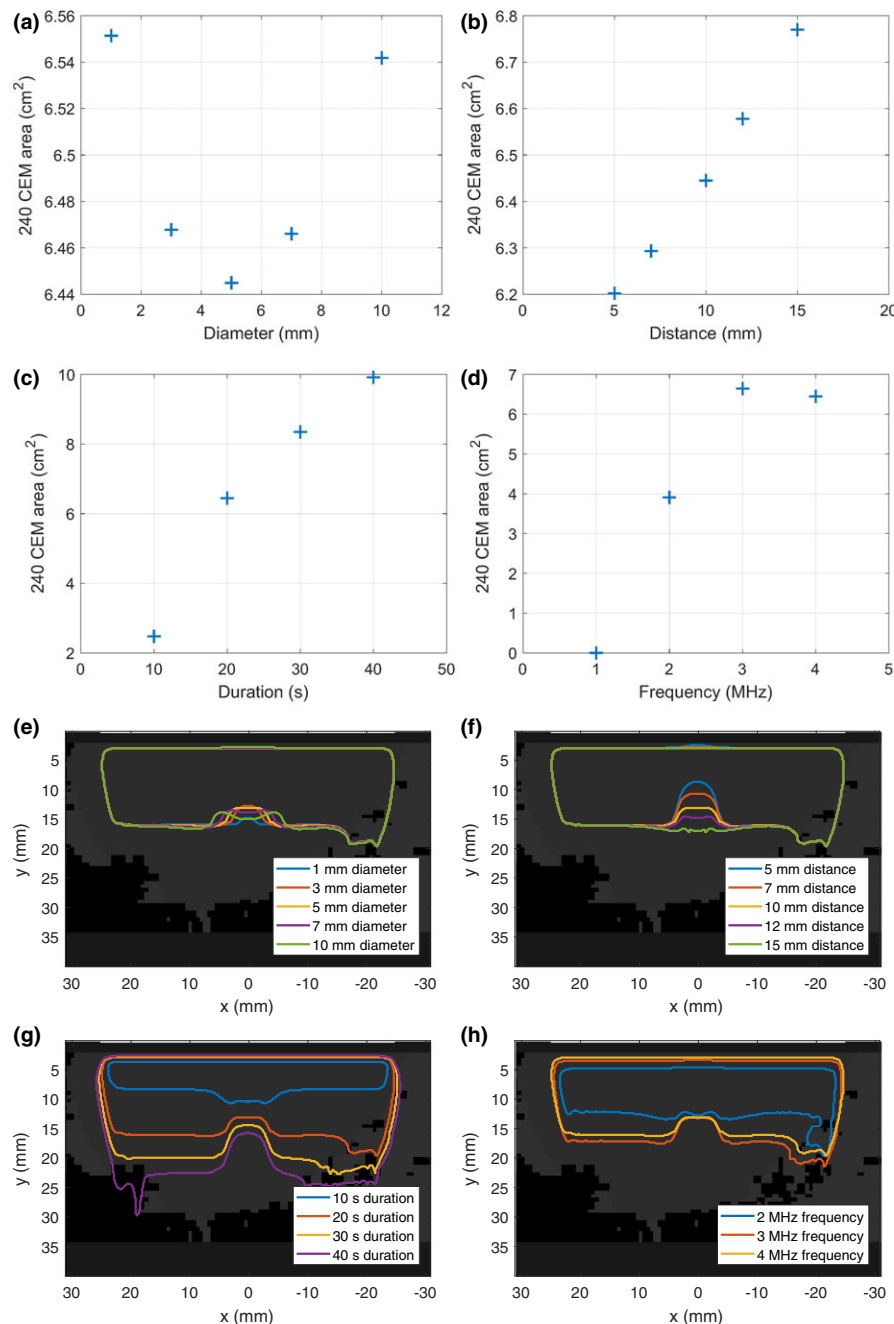 (a)
6.56
6.54
6.52
6.5
6.48
6.46
6.44
240 CEM area (cm²)
0 2 4 6 8 10 12
Diameter (mm)
(b)
6.8
6.7
6.6
6.5
6.4
6.3
6.2
240 CEM area (cm²)
0 5 10 15 20
Distance (mm)
(c)
10
8
6
4
2
240 CEM area (cm²)
0 10 20 30 40 50
Duration (s)
(d)
7
6
5
4
3
2
1
0
240 CEM area (cm²)
0 1 2 3 4 5
Frequency (MHz)
(e)
5
10
15
20
25
30
35
y (mm)
1 mm diameter
3 mm diameter
5 mm diameter
7 mm diameter
10 mm diameter
30 20 10 0 -10 -20 -30
x (mm)
(f)
5
10
15
20
25
30
35
y (mm)
5 mm distance
7 mm distance
10 mm distance
12 mm distance
15 mm distance
30 20 10 0 -10 -20 -30
x (mm)
(g)
5
10
15
20
25
30
35
y (mm)
10 s duration
20 s duration
30 s duration
40 s duration
30 20 10 0 -10 -20 -30
x (mm)
(h)
5
10
15
20
25
30
35
y (mm)
2 MHz frequency
3 MHz frequency
4 MHz frequency
30 20 10 0 -10 -20 -30
x (mm)